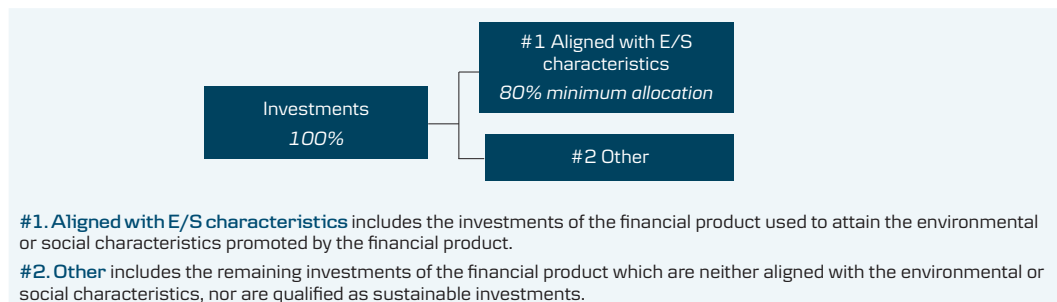 #1 Aligned with E/S
characteristics
80% minimum allocation
Investments
100%
#2 Other
#1. Aligned with E/S characteristics includes the investments of the financial product used to attain the environmental
or social characteristics promoted by the financial product.
#2. Other includes the remaining investments of the financial product which are neither aligned with the environmental or
social characteristics, nor are qualified as sustainable investments.